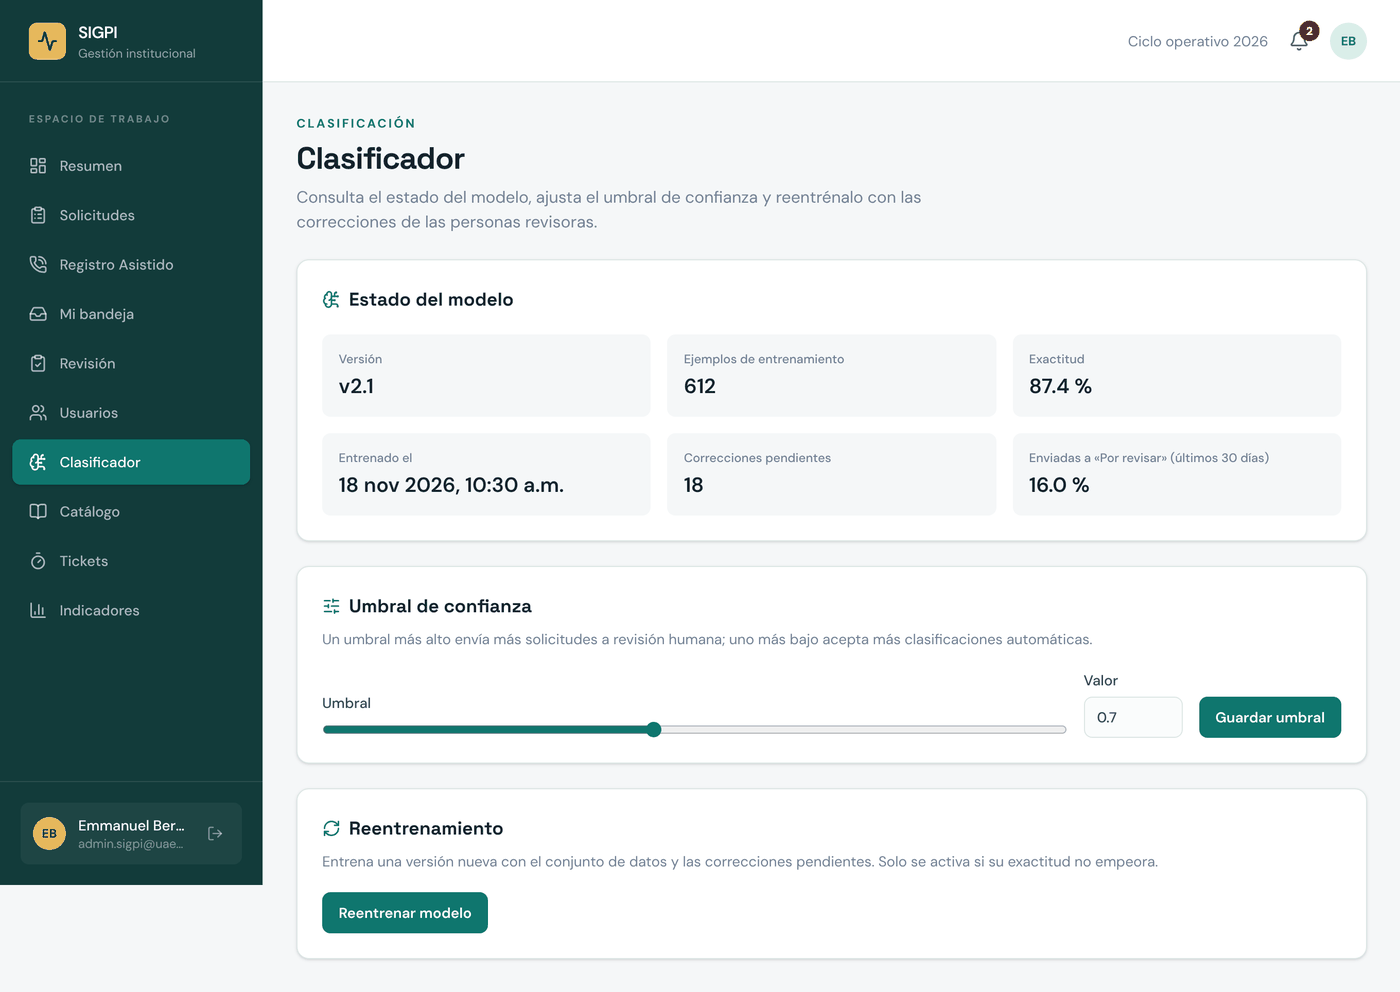 SIGPI
Gestión institucional
ESPACIO DE TRABAJO
Resumen
Solicitudes
Registro Asistido
Mi bandeja
Revisión
Usuarios
Clasificador
Catálogo
Tickets
Indicadores
EB
Emmanuel Ber...
admin.sigpi@uae...
Ciclo operativo 2026
2
EB
CLASIFICACIÓN
Clasificador
Consulta el estado del modelo, ajusta el umbral de confianza y reentrénalo con las
correcciones de las personas revisoras.
Estado del modelo
Versión
v2.1
Ejemplos de entrenamiento
612
Exactitud
87.4 %
Entrenado el
18 nov 2026, 10:30 a.m.
Correcciones pendientes
18
Enviadas a «Por revisar» (últimos 30 días)
16.0 %
Umbral de confianza
Un umbral más alto envía más solicitudes a revisión humana; uno más bajo acepta más clasificaciones automáticas.
Umbral
Valor
0.7
Guardar umbral
Reentrenamiento
Entrena una versión nueva con el conjunto de datos y las correcciones pendientes. Solo se activa si su exactitud no empeora.
Reentrenar modelo